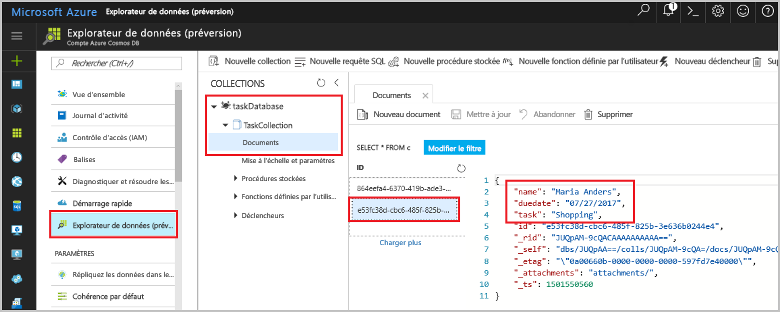 Microsoft Azure
1
Explorateur de données (préversion)
Compte Azure Cosmos DB
Rechercher (Ctrl+/)
Vue d'ensemble
Journal d'activité
Contrôle d'accès (IAM)
Balises
Diagnostiquer et résoudre les...
Démarrage rapide
Explorateur de données (prév...
PARAMÈTRES
Répliquez les données dans le...
Cohérence par défaut
Nouvelle collection
Nouvelle requête SQL
Nouvelle procédure stockée
Nouvelle fonction définie par l'utilisateur
Nouveau déclencheur
Sup
COLLECTIONS
taskDatabase
TaskCollection
Documents
Mise à l'échelle et paramètres
Procédures stockées
Fonctions définies par l'utilis...
Déclencheurs
Documents
Nouveau document
Mettre à jour
Abandonner
Supprimer
SELECT * FROM c
Modifier le filtre
ID
864eefa4-6370-419b-ade3-...
e53fc38d-cbc6-485f-825b-...
Charger plus
1 {
2 "name": "Maria Anders",
3 "duedate": "07/27/2017",
4 "task": "Shopping",
5 "id": "e53fc38d-cbc6-485f-825b-3e636b0244e4",
6 "_rid": "JUQpAM-9cQACAAAAAAAAAA==",
7 "_self": "dbs/JUQpAA==/colls/JUQpAM-9cQA=/docs/JUQpAM-9cQ
8 "_etag": "\"0a00660b-0000-0000-0000-597fd7e40000\"",
9 "_attachments": "attachments/",
10 "_ts": 1501550560
11 }